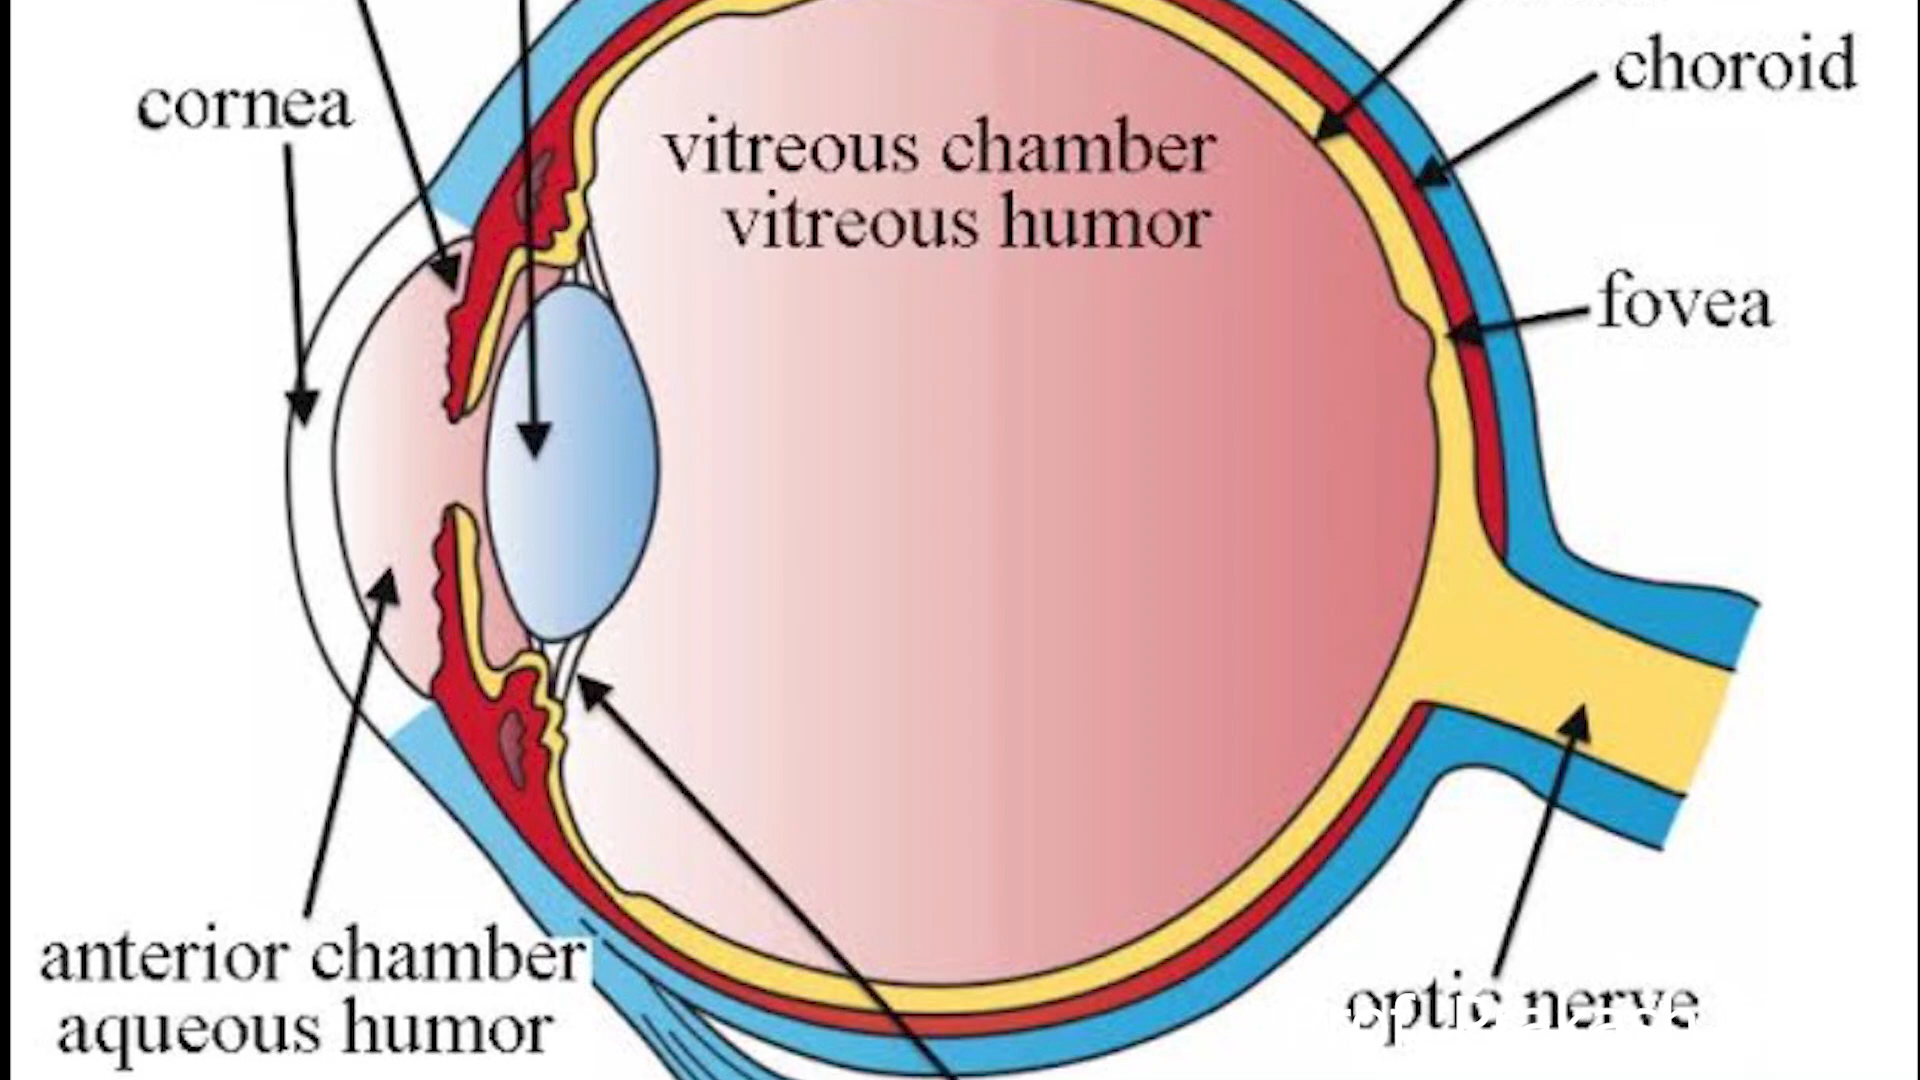 cornea
choroid
vitreous chamber
vitreous humor
fovea
anterior chamber
aqueous humor
optic nerve